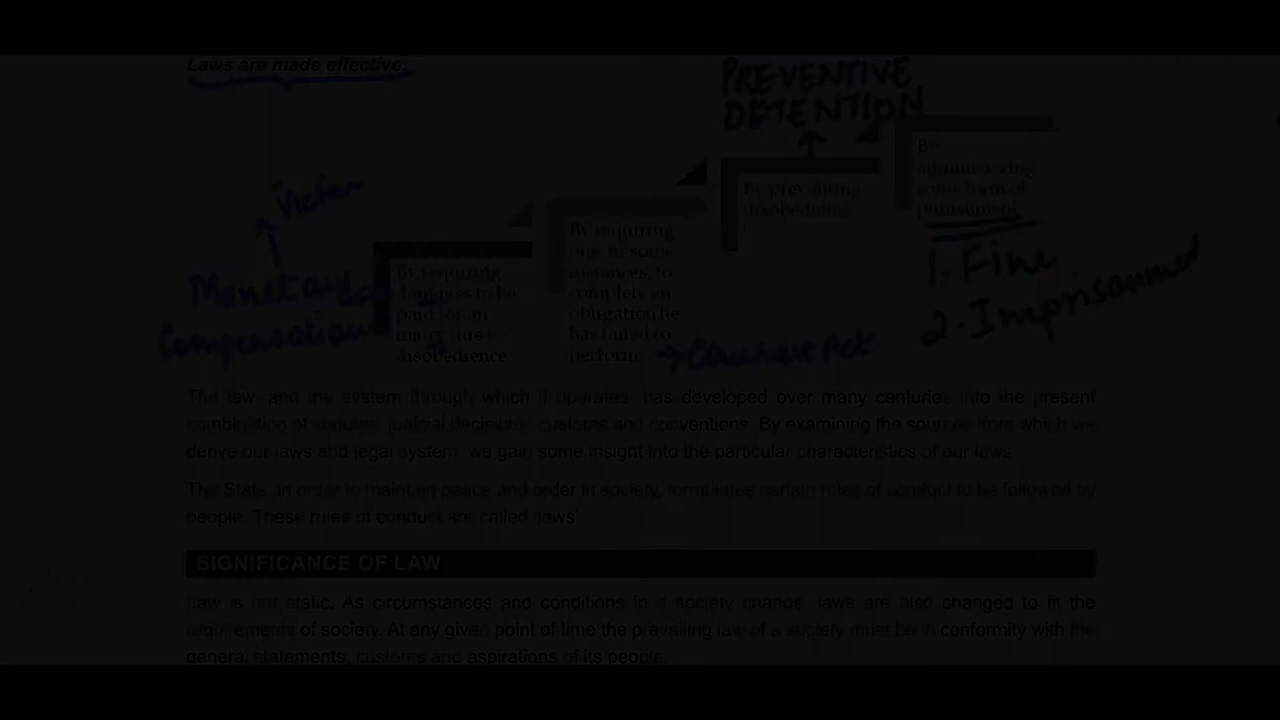 Laws are made effective:
PREVENTIVE
DETENTION
By
administering
some form of
punishment
By preventing
disobedience
Victim
By requiring
one, in some
instances, to
complete an
obligation he
has failed to
perform
1. Fine
2. Imprisonment
Monetary
Compensation
By requiring
damages to be
paid for an
injury due to
disobedience
→ Contract Act
The law, and the system through which it operates, has developed over many centuries into the present
combination of statutes, judicial decisions, customs and conventions. By examining the sources from which we
derive our laws and legal system, we gain some insight into the particular characteristics of our laws.
The State, in order to maintain peace and order in society, formulates certain rules of conduct to be followed by
people. These rules of conduct are called 'laws'
SIGNIFICANCE OF LAW
Law is not static. As circumstances and conditions in a society change, laws are also changed to fit the
requirements of society. At any given point of time the prevailing law of a society must be in conformity with the
general statements, customs and aspirations of its people.